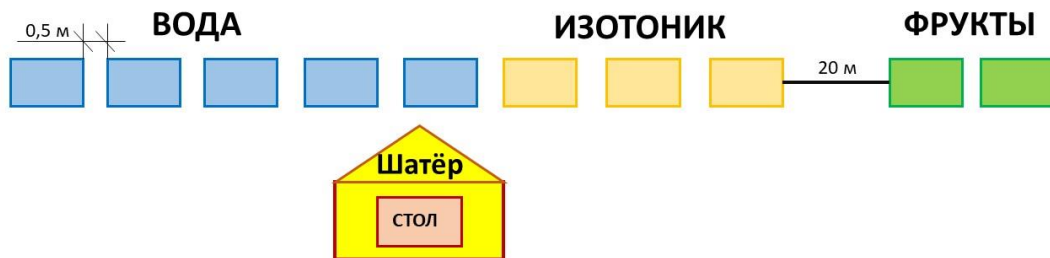 ВОДА
ИЗОТОНИК
ФРУКТЫ
0,5 м
20 м
Шатёр
стол